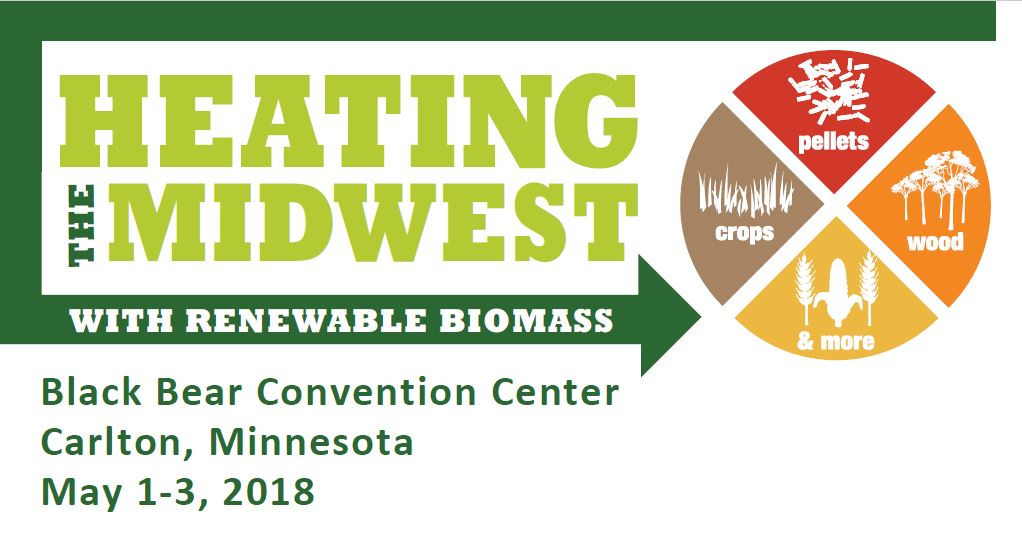 HEATING
THE MIDWEST
WITH RENEWABLE BIOMASS
pellets
crops
wood
& more
Black Bear Convention Center
Carlton, Minnesota
May 1-3, 2018